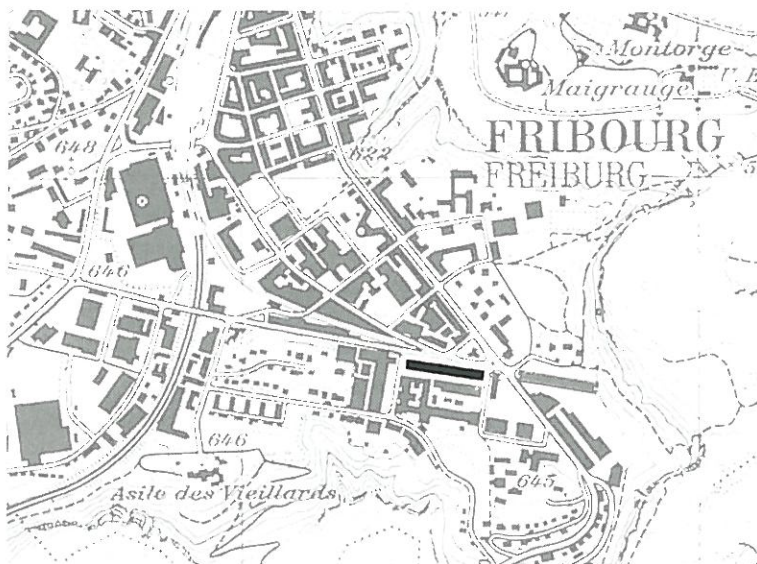 Montorge
Maigrauge
FRIBOURG
FREIBURG
648
622
646
646
Asile des Vieillards
645